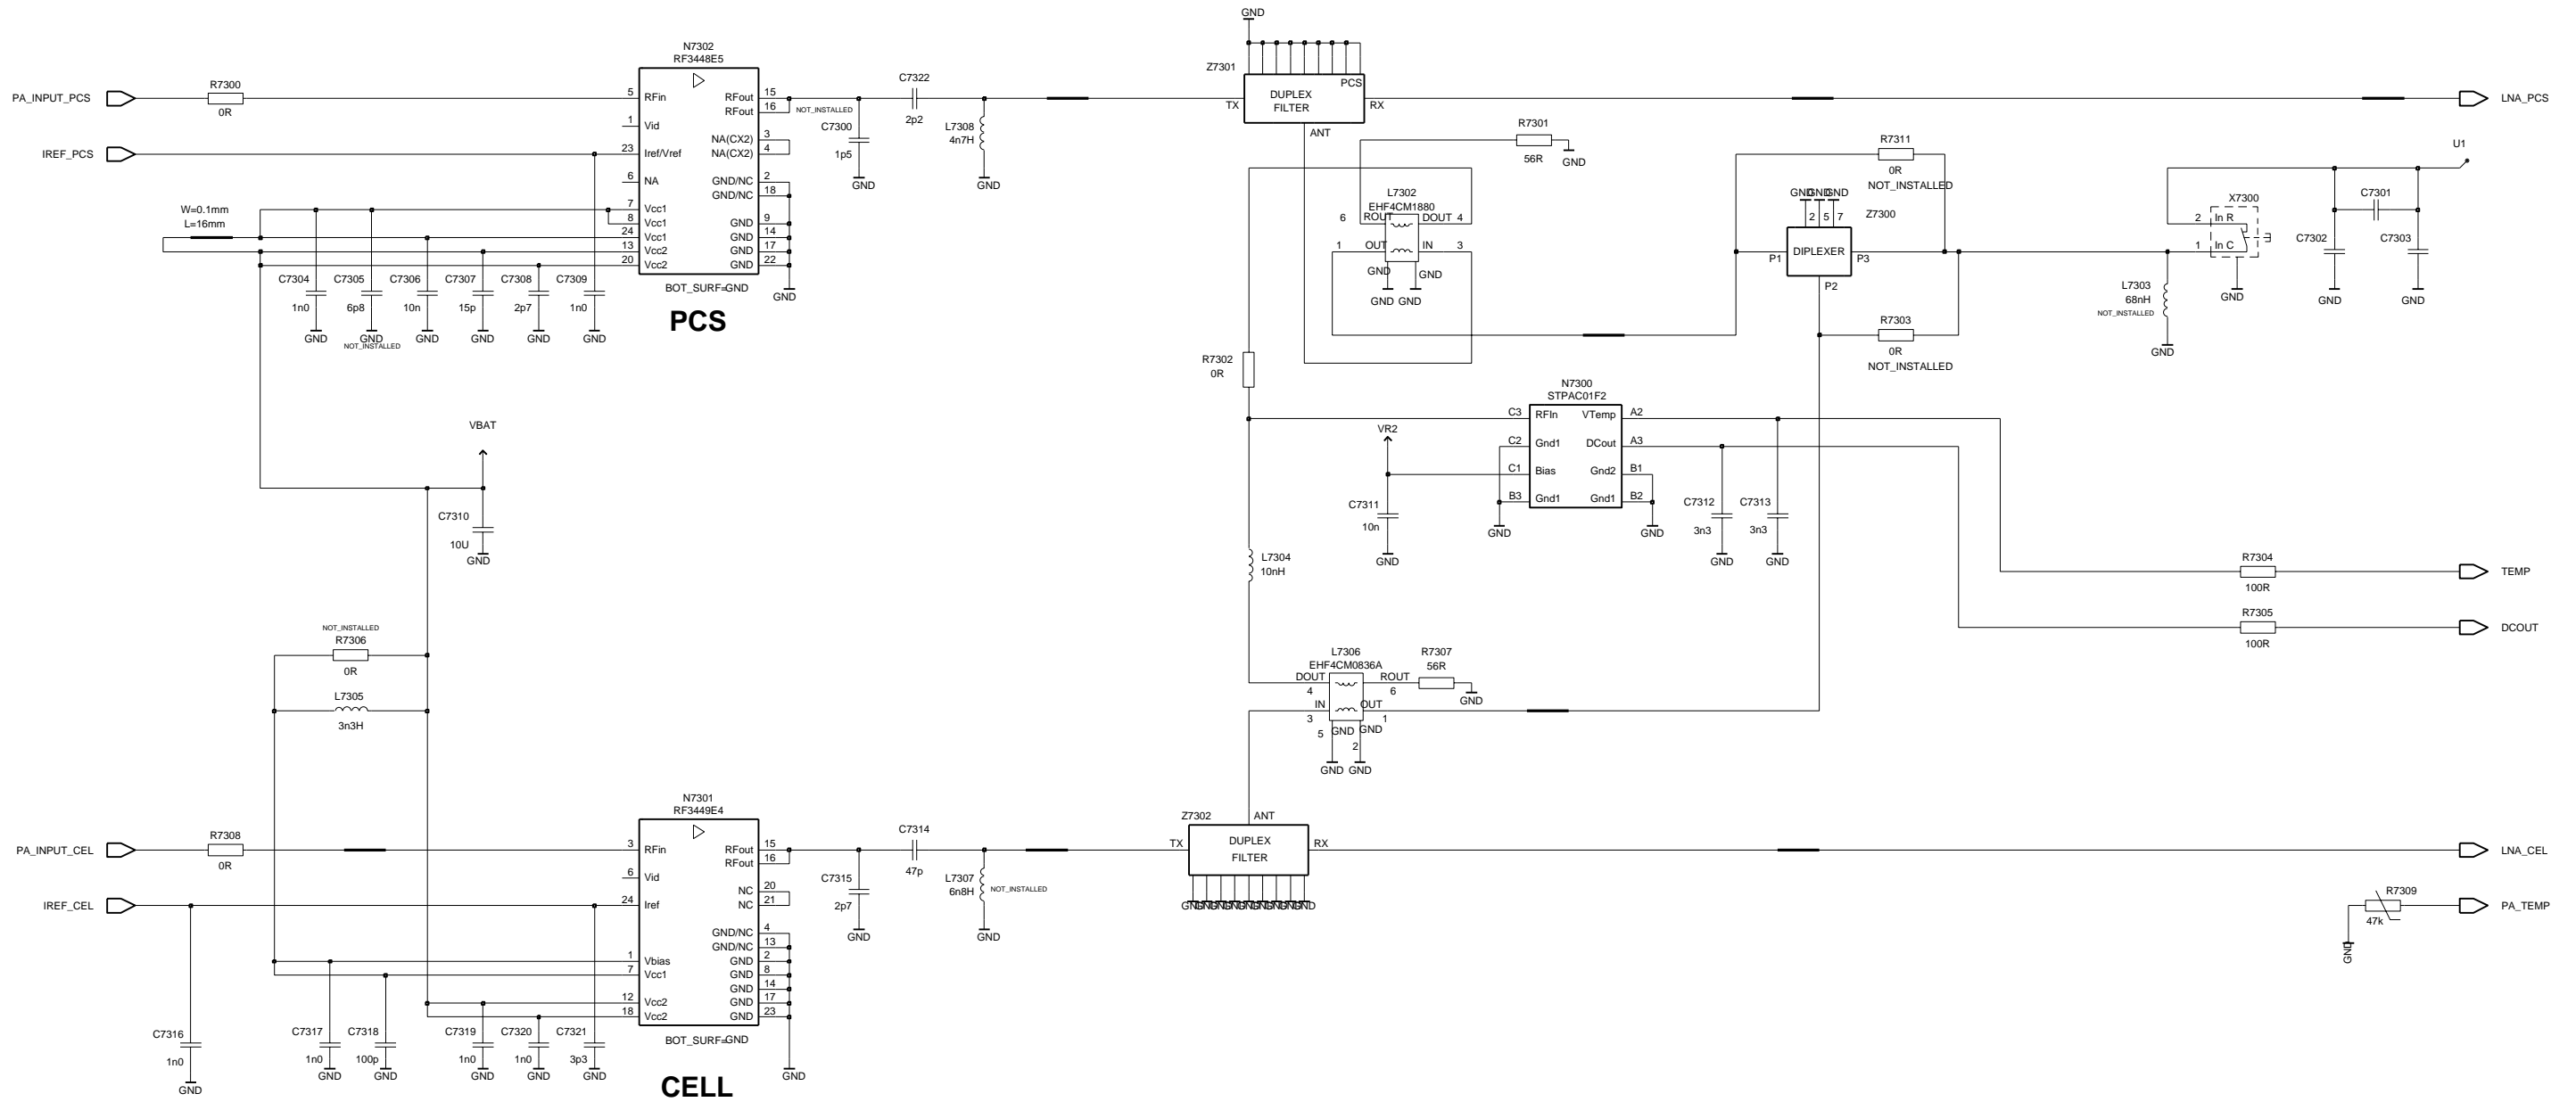 GND
N7302
RF3448E5
Z7301
PCS
DUPLEX
FILTER
TX
RX
ANT
PA_INPUT_PCS
R7300
0R
5
RFin
RFout
15
RFout
16
1
Vid
NA(CX2)
3
NA(CX2)
4
IREF_PCS
23
Iref/Vref
6
NA
GND/NC
2
GND/NC
18
7
Vcc1
8
Vcc1
24
Vcc1
13
Vcc2
20
Vcc2
GND
9
GND
14
GND
17
GND
22
BOT_SURF=GND
GND
PCS
W=0.1mm
L=16mm
C7304
1n0
GND
C7305
6p8
GND
NOT_INSTALLED
C7306
10n
GND
C7307
15p
GND
C7308
2p7
GND
C7309
1n0
GND
NOT_INSTALLED
C7300
1p5
GND
C7322
2p2
L7308
4n7H
GND
LNA_PCS
R7301
56R
GND
L7302
EHF4CM1880
6
ROUT
DOUT
4
1
OUT
IN
3
GND
GND
GND
GND
R7311
0R
NOT_INSTALLED
GND
GND
GND
2
5
7
Z7300
DIPLEXER
P1
P3
P2
R7303
0R
NOT_INSTALLED
L7303
68nH
NOT_INSTALLED
GND
X7300
2
In R
1
In C
GND
U1
C7301
C7302
GND
C7303
GND
R7302
0R
N7300
STPAC01F2
C3
RFIn
VTemp
A2
C2
Gnd1
DCout
A3
C1
Bias
Gnd2
B1
B3
Gnd1
Gnd1
B2
GND
GND
VR2
C7311
10n
GND
C7312
3n3
GND
C7313
3n3
GND
VBAT
C7310
10U
GND
L7304
10nH
R7304
100R
TEMP
R7305
100R
DCOUT
NOT_INSTALLED
R7306
0R
L7305
3n3H
L7306
EHF4CM0836A
DOUT
4
ROUT
6
IN
3
OUT
1
5
GND
GND
2
GND
GND
R7307
56R
GND
N7301
RF3449E4
PA_INPUT_CEL
R7308
0R
3
RFin
RFout
15
RFout
16
6
Vid
NC
20
NC
21
IREF_CEL
24
Iref
GND/NC
4
GND/NC
13
1
Vbias
GND
2
7
Vcc1
GND
8
GND
14
12
Vcc2
GND
17
18
Vcc2
GND
23
BOT_SURF=GND
GND
CELL
C7316
1n0
GND
C7317
1n0
GND
C7318
100p
GND
C7319
1n0
GND
C7320
1n0
GND
C7321
3p3
GND
C7315
2p7
GND
C7314
47p
L7307
6n8H
NOT_INSTALLED
GND
Z7302
ANT
TX
DUPLEX
FILTER
RX
GND
GND
GND
GND
GND
GND
GND
GND
GND
LNA_CEL
R7309
47k
GND
PA_TEMP